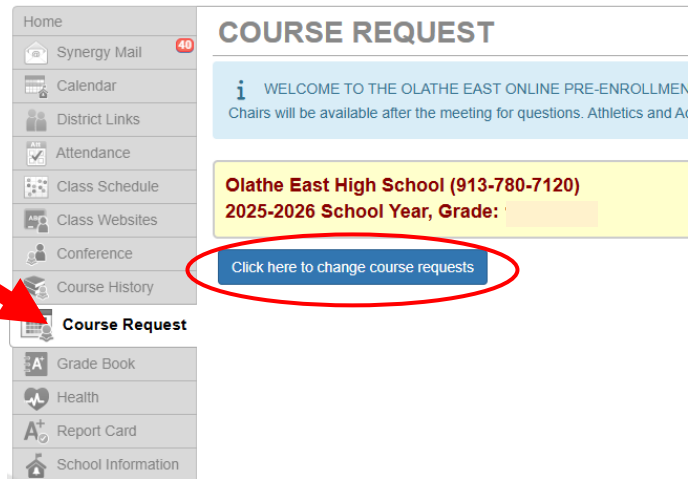 Home
Synergy Mail
40
Calendar
District Links
Attendance
Class Schedule
Class Websites
Conference
Course History
Course Request
Grade Book
Health
Report Card
School Information
COURSE REQUEST
WELCOME TO THE OLATHE EAST ONLINE PRE-ENROLLMEN
Chairs will be available after the meeting for questions. Athletics and Ac
Olathe East High School (913-780-7120)
2025-2026 School Year, Grade:
Click here to change course requests